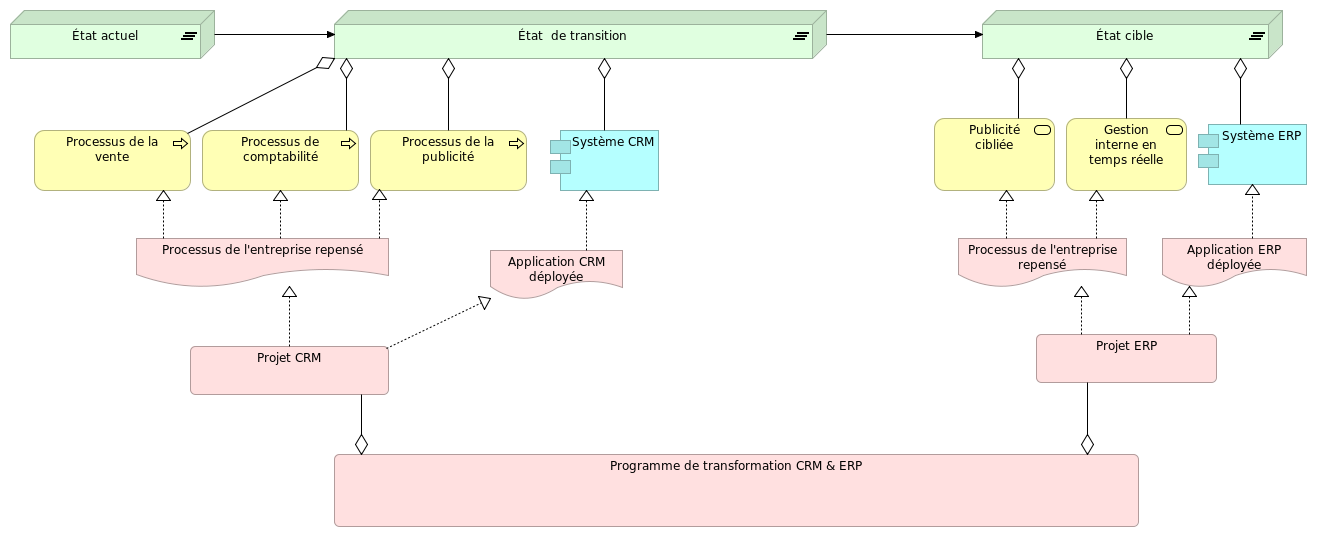 État actuel
État  de transition
État cible
Processus de la
vente
Processus de
comptabilité
Processus de la
publicité
Système CRM
Publicité
cibliée
Gestion
interne en
temps réelle
Système ERP
Processus de l'entreprise repensé
Application CRM
déployée
Processus de l'entreprise
repensé
Application ERP
déployée
Projet CRM
Projet ERP
Programme de transformation CRM & ERP